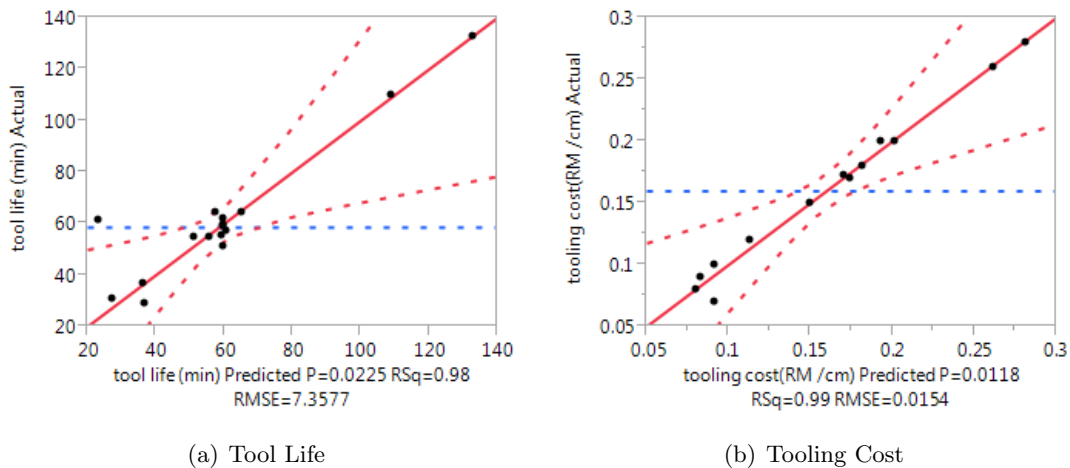 tool life (min) Actual
140
120
100
80
60
40
20
20 40 60 80 100 120 140
tool life (min) Predicted P=0.0225 RSq=0.98
RMSE=7.3577
(a) Tool Life
tooling cost(RM /cm) Actual
0.3
0.25
0.2
0.15
0.1
0.05
0.05 0.1 0.15 0.2 0.25 0.3
tooling cost(RM /cm) Predicted P=0.0118
RSq=0.99 RMSE=0.0154
(b) Tooling Cost